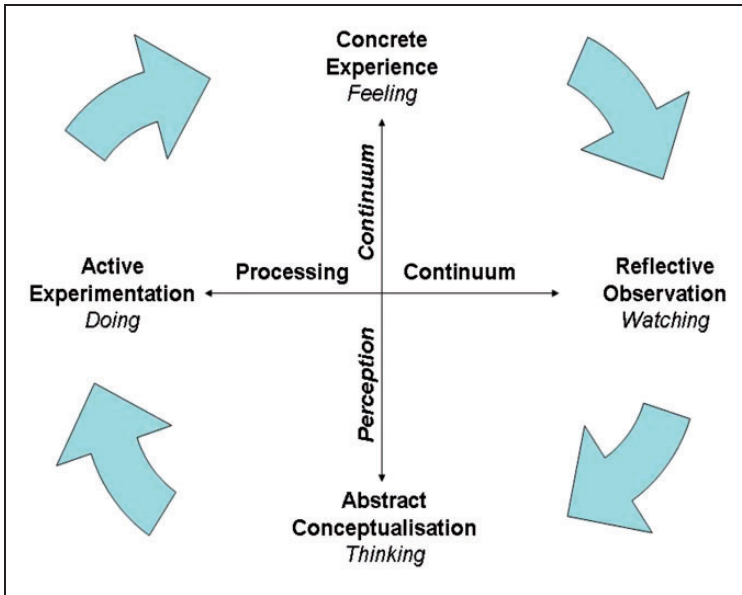 Concrete
Experience
Feeling
Continuum
Processing Continuum
Active
Experimentation
Doing
Reflective
Observation
Watching
Perception
Abstract
Conceptualisation
Thinking